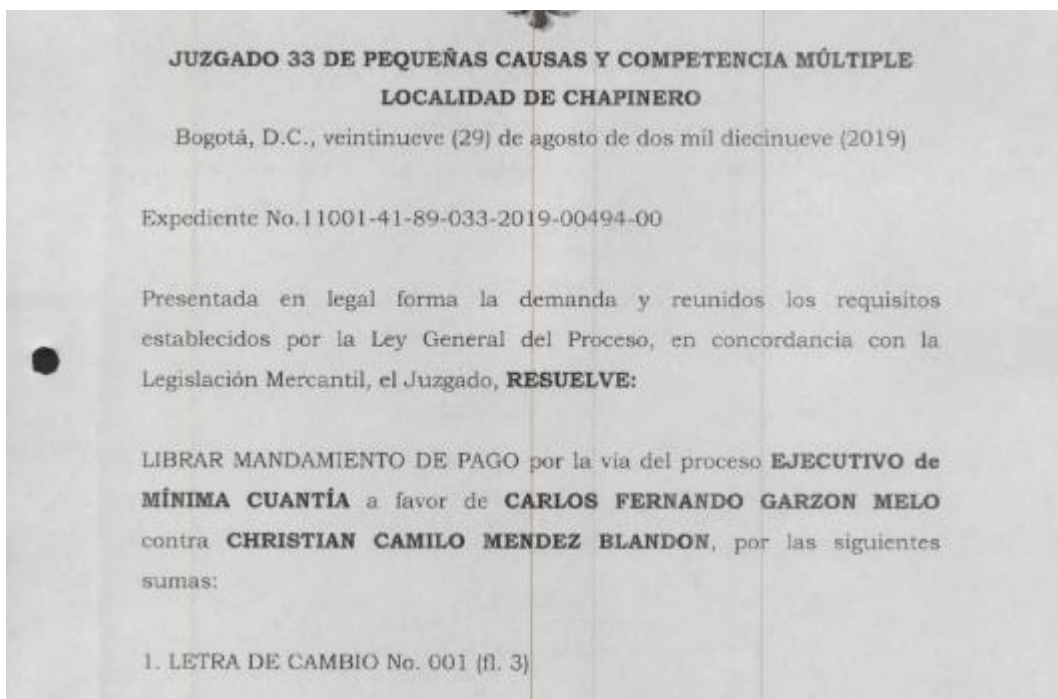 JUZGADO 33 DE PEQUEÑAS CAUSAS Y COMPETENCIA MÚLTIPLE
LOCALIDAD DE CHAPINERO
Bogotá, D.C., veintinueve (29) de agosto de dos mil diecinueve (2019)
Expediente No.11001-41-89-033-2019-00494-00
Presentada en legal forma la demanda y reunidos los requisitos
establecidos por la Ley General del Proceso, en concordancia con la
Legislación Mercantil, el Juzgado, RESUELVE:
LIBRAR MANDAMIENTO DE PAGO por la vía del proceso EJECUTIVO de
MÍNIMA CUANTÍA a favor de CARLOS FERNANDO GARZON MELO
contra CHRISTIAN CAMILO MENDEZ BLANDON, por las siguientes
sumas:
1. LETRA DE CAMBIO No. 001 (fl. 3)